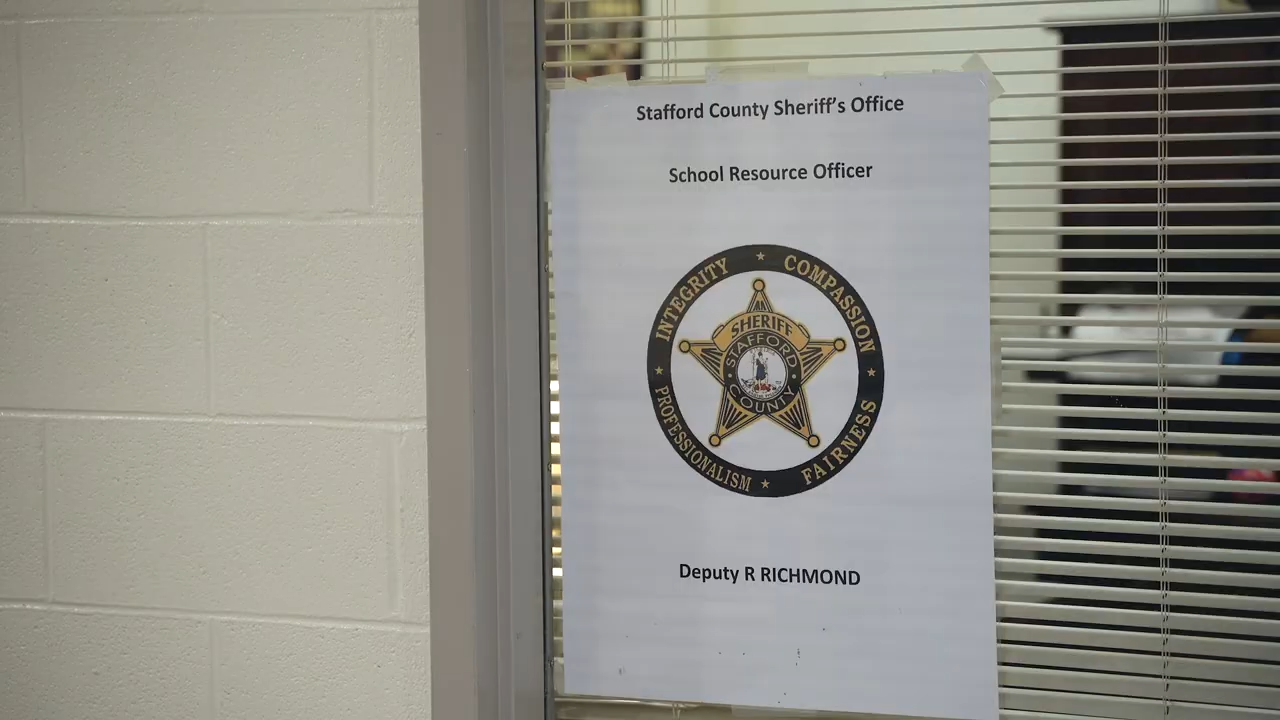 Stafford County Sheriff's Office
School Resource Officer
INTEGRITY ★ COMPASSION
SHERIFF
STAFFORD
COUNTY
PROFESSIONALISM ★ FAIRNESS
Deputy R RICHMOND